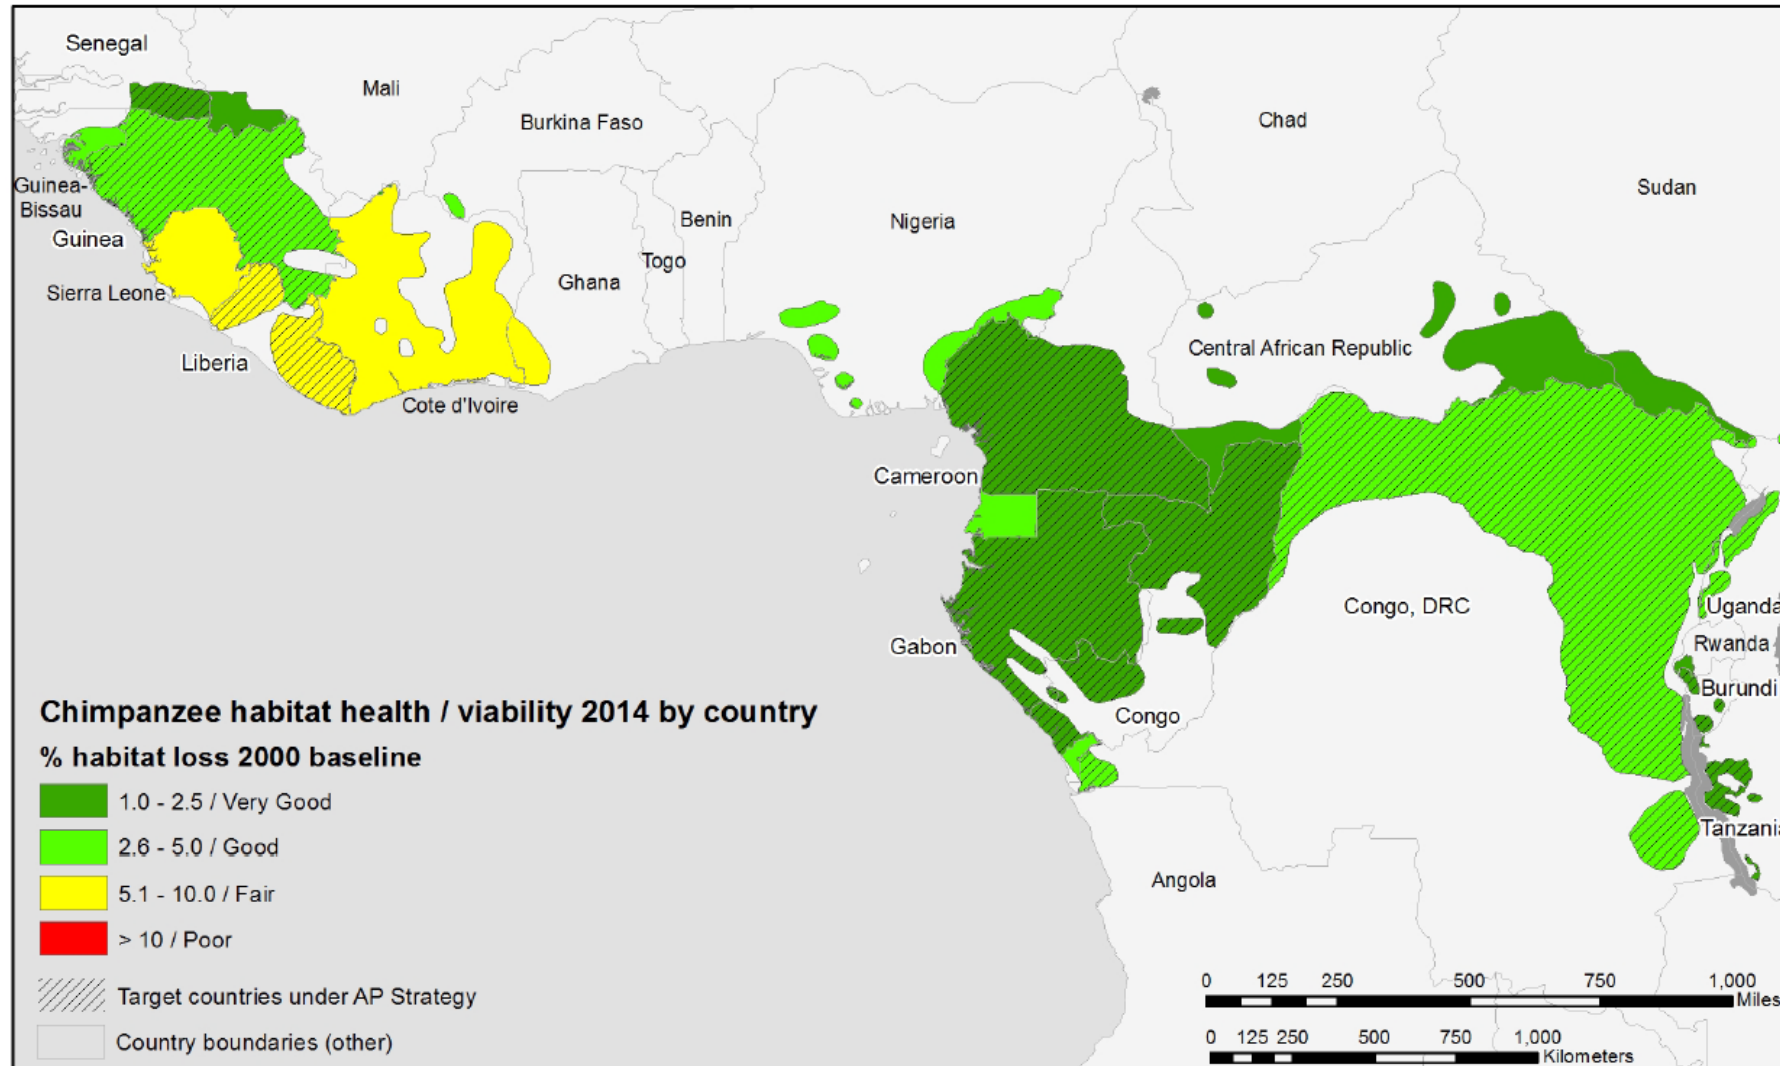 Senegal
Mali
Burkina Faso
Chad
Sudan
Guinea-
Bissau
Guinea
Benin
Nigeria
Togo
Ghana
Sierra Leone
Liberia
Cote d'Ivoire
Central African Republic
Cameroon
Gabon
Congo, DRC
Uganda
Rwanda
Burundi
Congo
Tanzania
Angola
Chimpanzee habitat health / viability 2014 by country
% habitat loss 2000 baseline
1.0 - 2.5 / Very Good
2.6 - 5.0 / Good
5.1 - 10.0 / Fair
> 10 / Poor
Target countries under AP Strategy
Country boundaries (other)
0 125 250 500 750 1,000
Miles
0 125 250 500 750 1,000
Kilometers